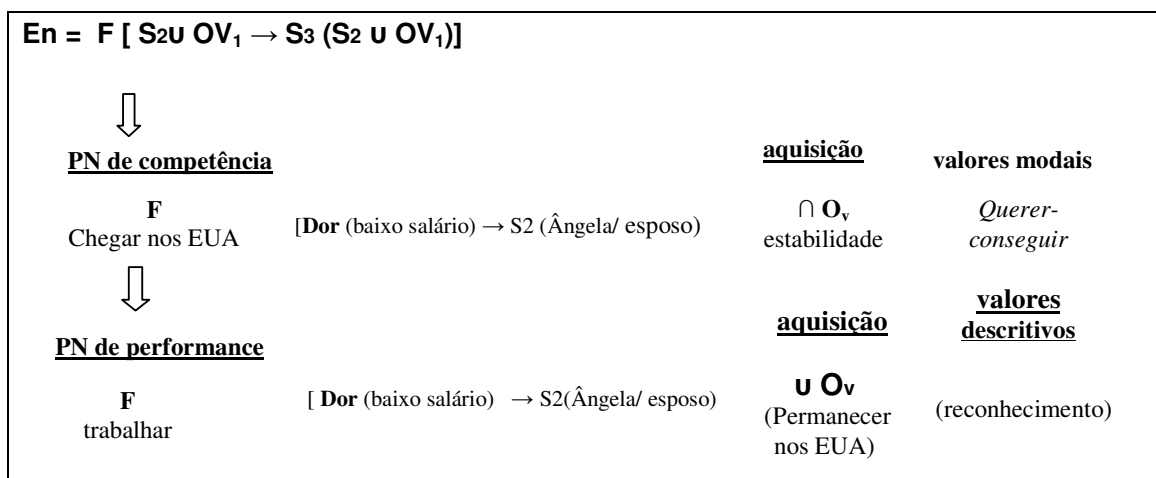 En = F [ S2U OV1 → S3 (S2 U OV1)]
PN de competência
aquisição
valores modais
F
Chegar nos EUA
[Dor (baixo salário) → S2 (Ângela/ esposo)
∩ Ov
estabilidade
Querer-
conseguir
PN de performance
aquisição
valores
descritivos
F
trabalhar
[ Dor (baixo salário) → S2(Ângela/ esposo)
U Ov
(Permanecer
nos EUA)
(reconhecimento)